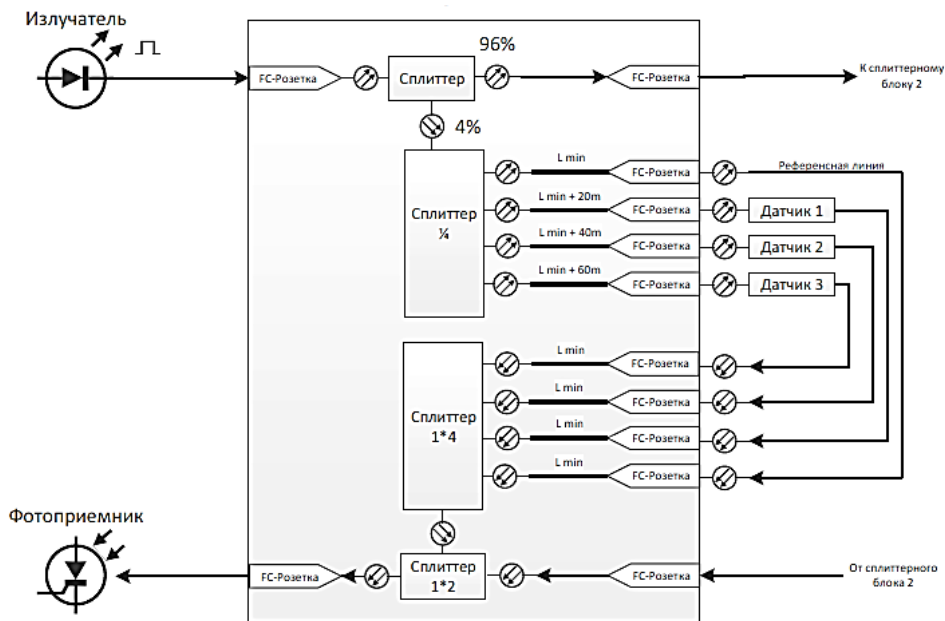 Излучатель
96%
FC-Розетка
Сплиттер
FC-Розетка
К сплиттерному
блоку 2
4%
L min
FC-Розетка
Референсная линия
Сплиттер
¼
L min + 20m
FC-Розетка
Датчик 1
L min + 40m
FC-Розетка
Датчик 2
L min + 60m
FC-Розетка
Датчик 3
Сплиттер
1*4
L min
FC-Розетка
L min
FC-Розетка
L min
FC-Розетка
L min
FC-Розетка
Фотоприемник
FC-Розетка
Сплиттер
1*2
FC-Розетка
От сплиттерного
блока 2